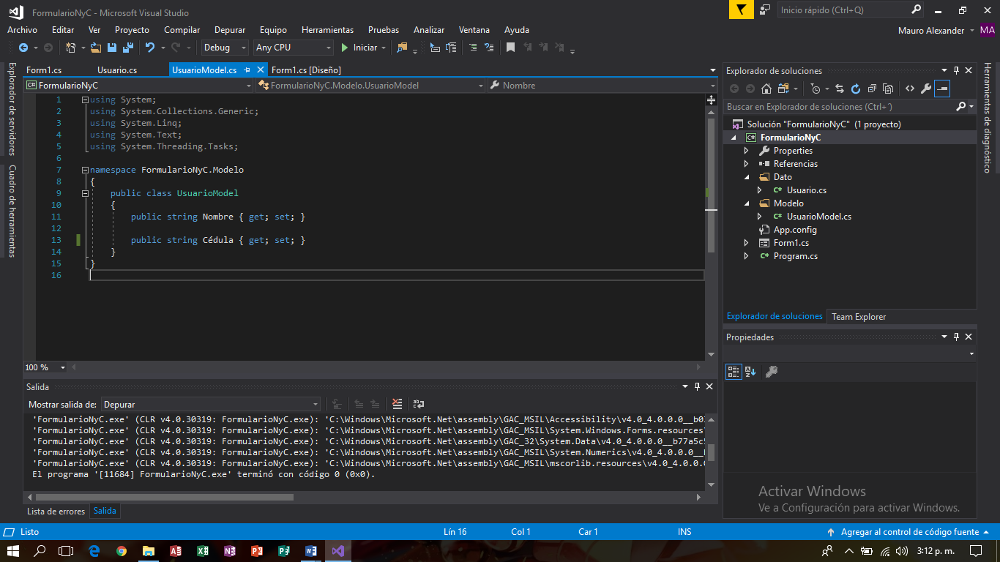 FormularioNyC - Microsoft Visual Studio
Inicio rápido (Ctrl+Q)
Archivo Editar Ver Proyecto Compilar Depurar Equipo Herramientas Pruebas Analizar Ventana Ayuda
Mauro Alexander MA
Debug Any CPU Iniciar
Explorador de servidores
Cuadro de herramientas
Form1.cs Usuario.cs UsuarioModel.cs Form1.cs [Diseño]
C# FormularioNyC FormularioNyC.Modelo.UsuarioModel Nombre
1 using System;
2 using System.Collections.Generic;
3 using System.Linq;
4 using System.Text;
5 using System.Threading.Tasks;
6
7 namespace FormularioNyC.Modelo
8 {
9 public class UsuarioModel
10 {
11 public string Nombre { get; set; }
12
13 public string Cédula { get; set; }
14 }
15 }
16
100 %
Salida
Mostrar salida de: Depurar
'FormularioNyC.exe' (CLR v4.0.30319: FormularioNyC.exe): 'C:\Windows\Microsoft.Net\assembly\GAC_MSIL\Accessibility\v4.0_4.0.0.0__b0
'FormularioNyC.exe' (CLR v4.0.30319: FormularioNyC.exe): 'C:\Windows\Microsoft.Net\assembly\GAC_MSIL\System.Windows.Forms.resources
'FormularioNyC.exe' (CLR v4.0.30319: FormularioNyC.exe): 'C:\Windows\Microsoft.Net\assembly\GAC_32\System.Data\v4.0_4.0.0.0__b77a5c5
'FormularioNyC.exe' (CLR v4.0.30319: FormularioNyC.exe): 'C:\Windows\Microsoft.Net\assembly\GAC_MSIL\System.Numerics\v4.0_4.0.0.0__
'FormularioNyC.exe' (CLR v4.0.30319: FormularioNyC.exe): 'C:\Windows\Microsoft.Net\assembly\GAC_MSIL\mscorlib.resources\v4.0_4.0.0.0
El programa '[11684] FormularioNyC.exe' terminó con código 0 (0x0).
Lista de errores Salida
Explorador de soluciones
Buscar en Explorador de soluciones (Ctrl+´)
Solución "FormularioNyC" (1 proyecto)
C# FormularioNyC
Properties
Referencias
Dato
C# Usuario.cs
Modelo
C# UsuarioModel.cs
App.config
Form1.cs
C# Program.cs
Explorador de soluciones Team Explorer
Propiedades
Herramientas de diagnóstico
Activar Windows
Ve a Configuración para activar Windows.
Listo Lín 16 Col 1 Car 1 INS Agregar al control de código fuente
3:12 p. m.